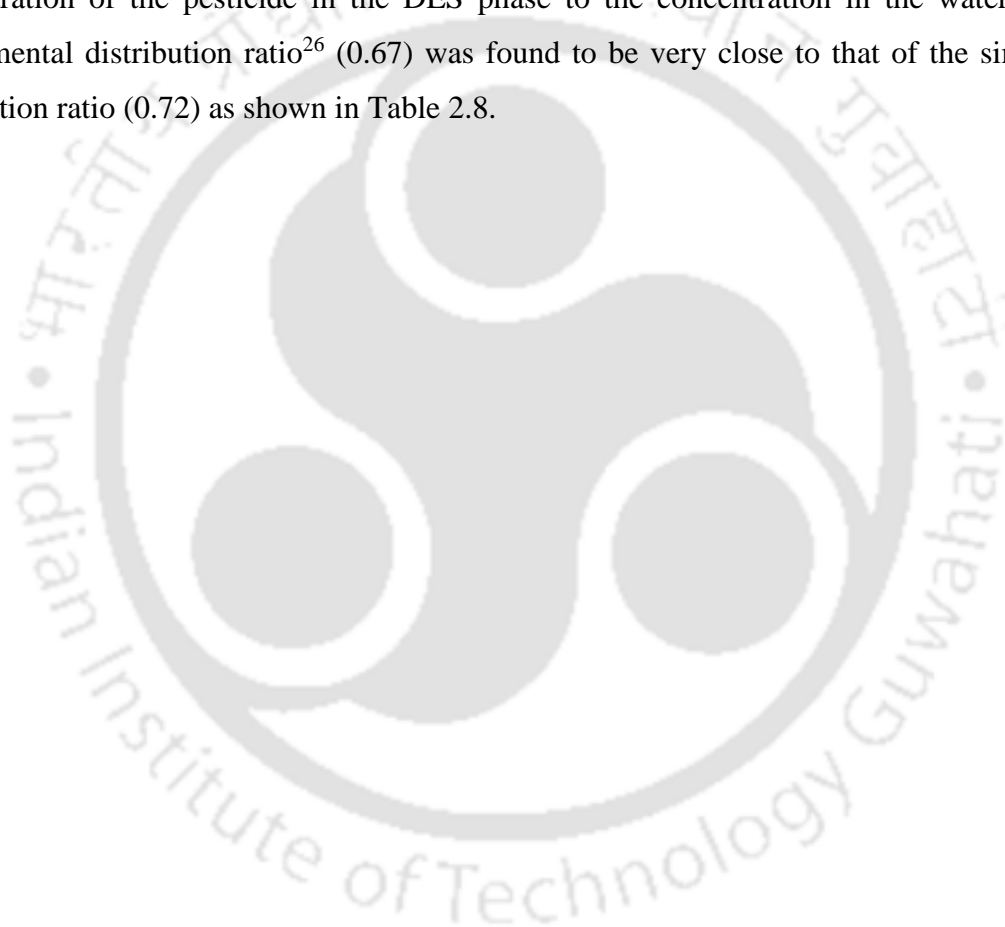 ration of the pesticide in the DES phase to the concentration in the water
mental distribution ratio26 (0.67) was found to be very close to that of the sin
tion ratio (0.72) as shown in Table 2.8.
गुवाहाटी
• Indian Institute of Technology Guwahati •